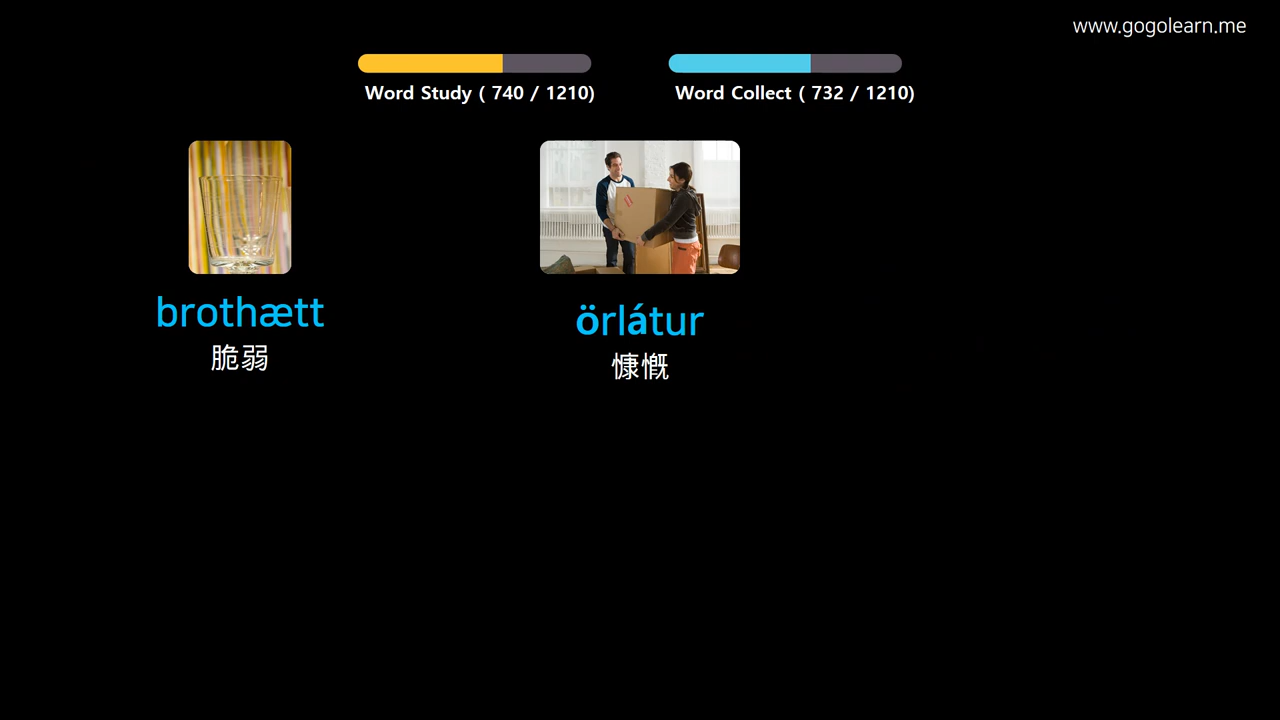 www.gogolearn.me
Word Study ( 740 / 1210)
Word Collect ( 732 / 1210)
brothætt
脆弱
örlátur
慷慨